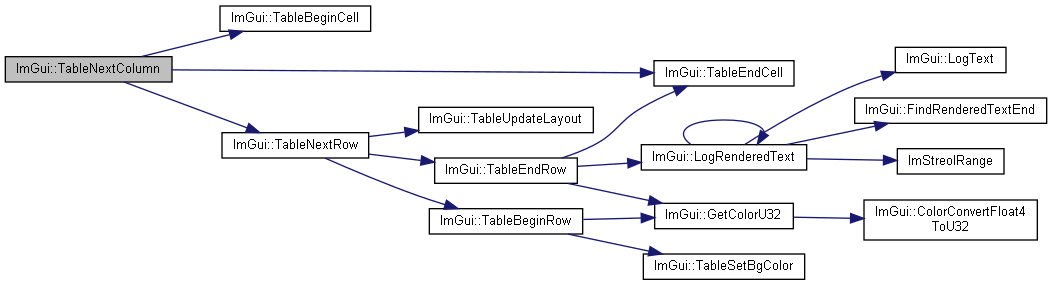 ImGui::TableBeginCell
ImGui::TableNextColumn
ImGui::TableEndCell
ImGui::LogText
ImGui::FindRenderedTextEnd
ImGui::TableUpdateLayout
ImGui::TableNextRow
ImGui::LogRenderedText
ImStreolRange
ImGui::TableEndRow
ImGui::TableBeginRow
ImGui::GetColorU32
ImGui::ColorConvertFloat4
ToU32
ImGui::TableSetBgColor